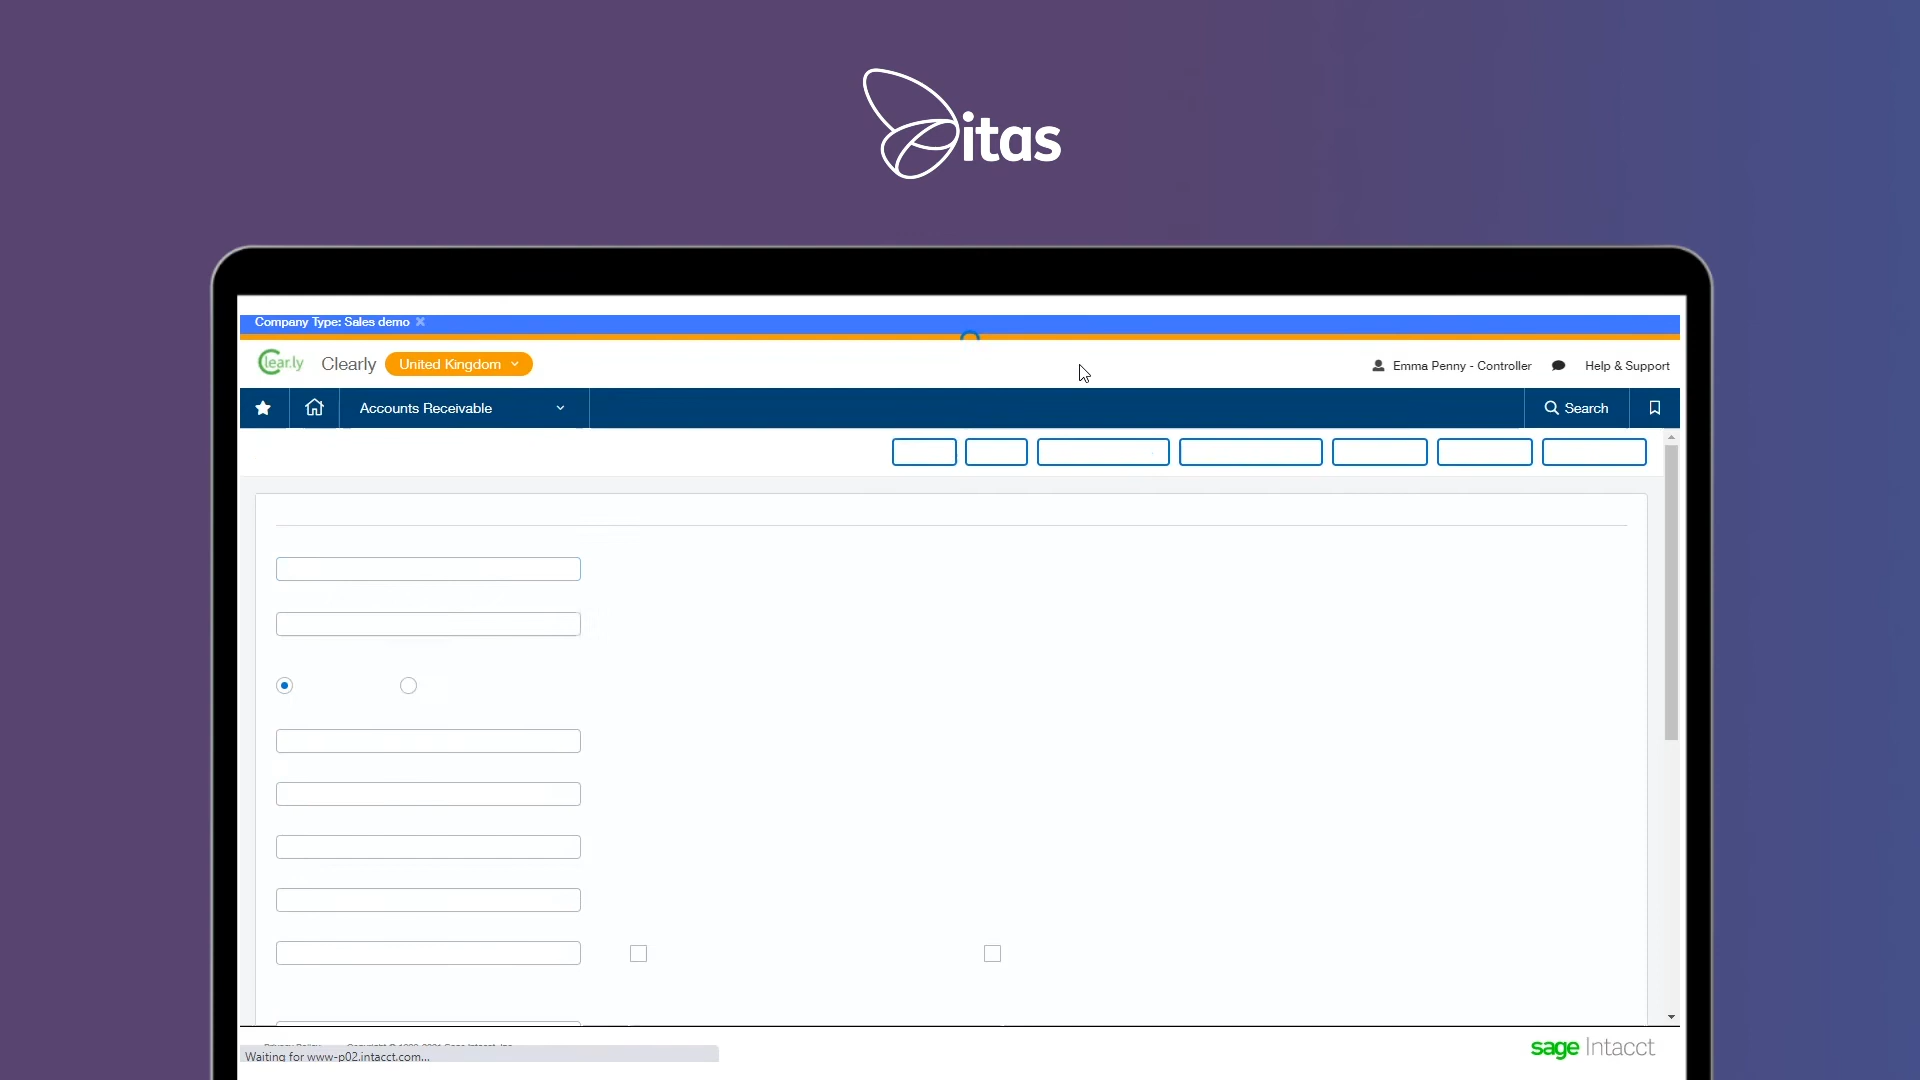 itas
Company Type: Sales demo
Clear.ly Clearly United Kingdom
Emma Penny - Controller Help & Support
Accounts Receivable Search
Waiting for www-p02.intacct.com...
sage Intacct